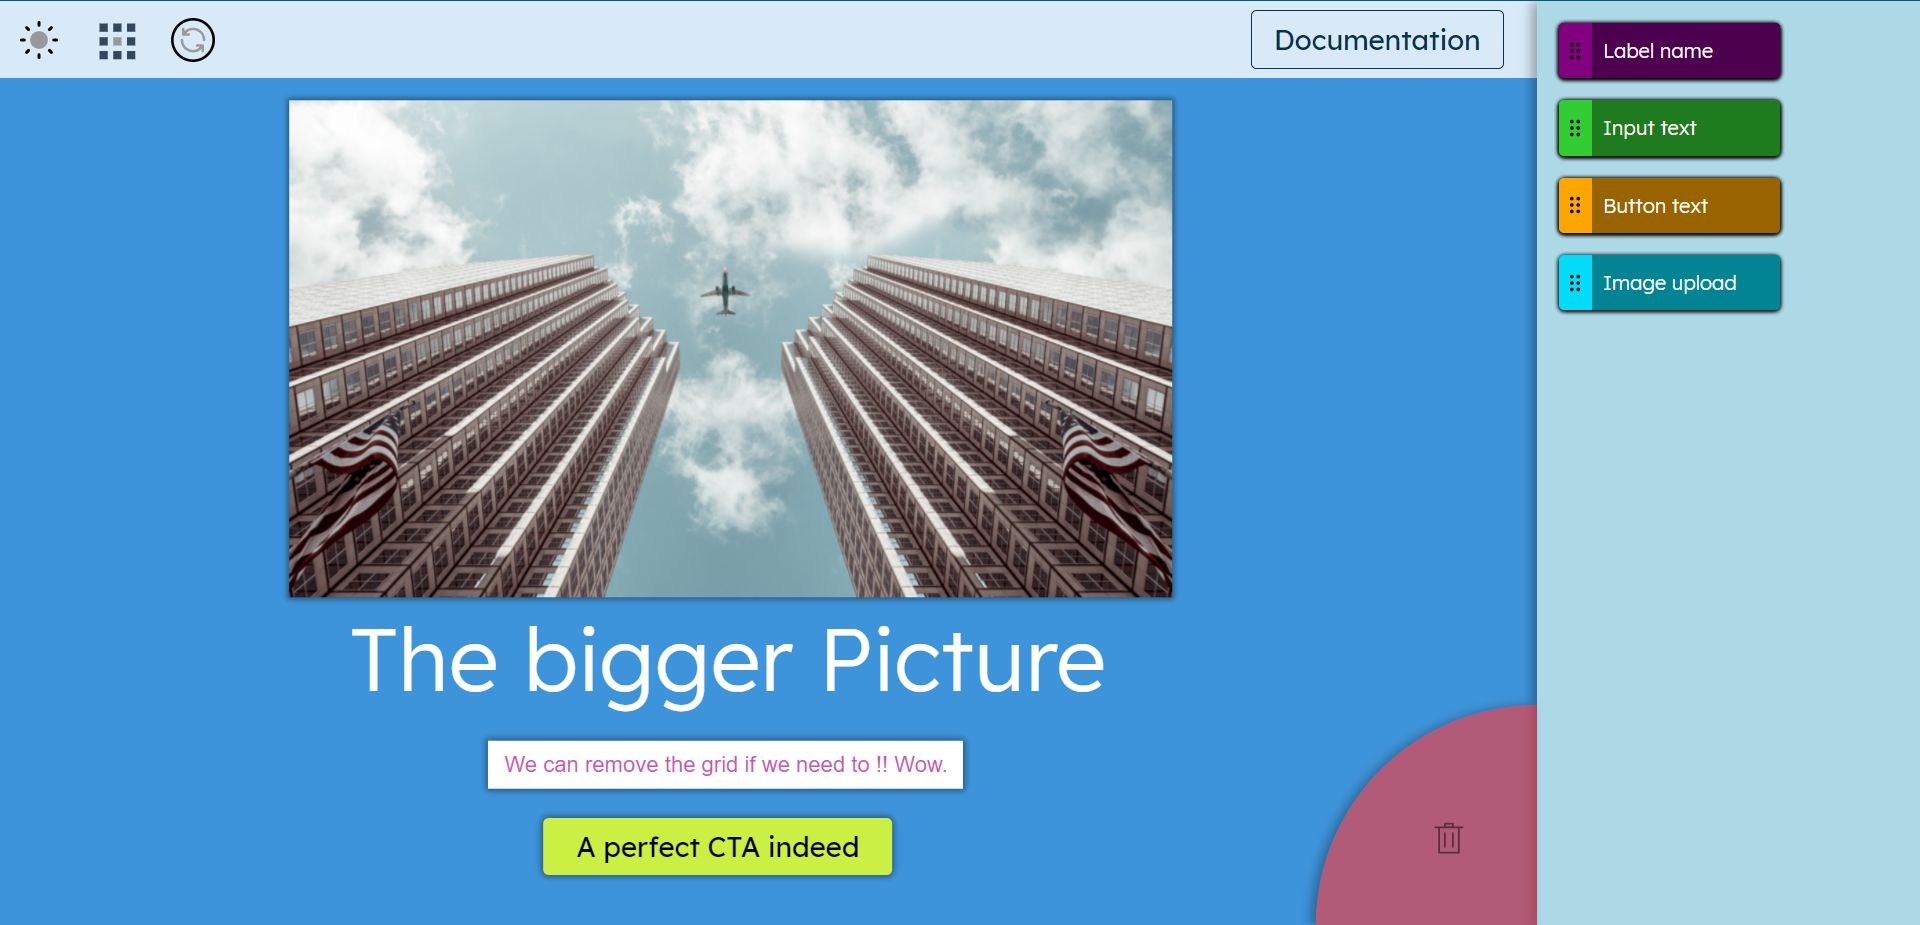 Documentation
Label name
Input text
Button text
Image upload
The bigger Picture
We can remove the grid if we need to !! Wow.
A perfect CTA indeed